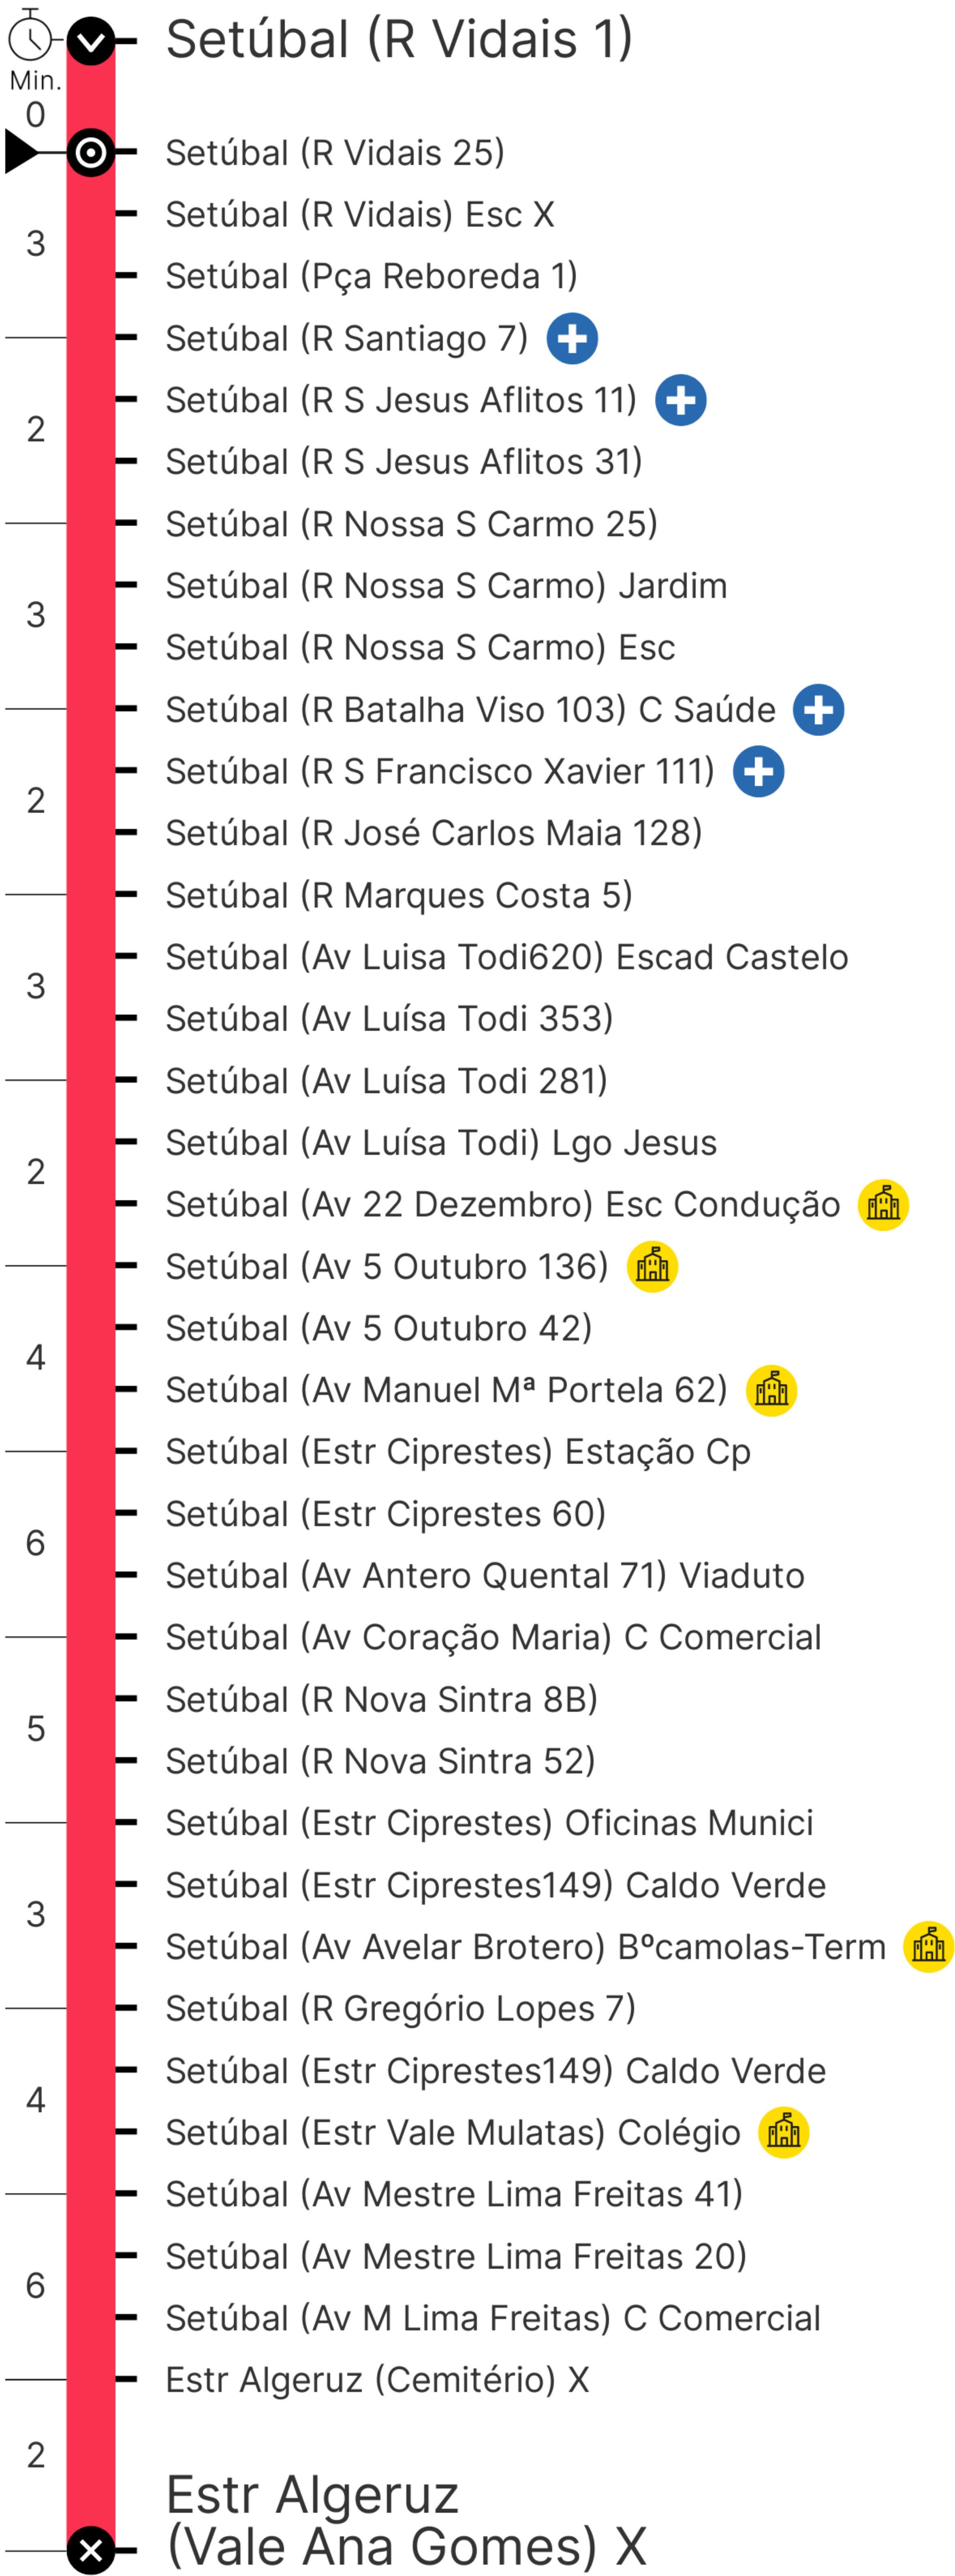 Setúbal (R Vidais 1)
Min.
0
Setúbal (R Vidais 25)
Setúbal (R Vidais) Esc X
3
Setúbal (Pça Reboreda 1)
Setúbal (R Santiago 7)
Setúbal (R S Jesus Aflitos 11)
2
Setúbal (R S Jesus Aflitos 31)
Setúbal (R Nossa S Carmo 25)
Setúbal (R Nossa S Carmo) Jardim
3
Setúbal (R Nossa S Carmo) Esc
Setúbal (R Batalha Viso 103) C Saúde
Setúbal (R S Francisco Xavier 111)
2
Setúbal (R José Carlos Maia 128)
Setúbal (R Marques Costa 5)
Setúbal (Av Luisa Todi620) Escad Castelo
3
Setúbal (Av Luísa Todi 353)
Setúbal (Av Luísa Todi 281)
Setúbal (Av Luísa Todi) Lgo Jesus
2
Setúbal (Av 22 Dezembro) Esc Condução
Setúbal (Av 5 Outubro 136)
Setúbal (Av 5 Outubro 42)
4
Setúbal (Av Manuel Mª Portela 62)
Setúbal (Estr Ciprestes) Estação Cp
Setúbal (Estr Ciprestes 60)
6
Setúbal (Av Antero Quental 71) Viaduto
Setúbal (Av Coração Maria) C Comercial
Setúbal (R Nova Sintra 8B)
5
Setúbal (R Nova Sintra 52)
Setúbal (Estr Ciprestes) Oficinas Munici
Setúbal (Estr Ciprestes149) Caldo Verde
3
Setúbal (Av Avelar Brotero) Bºcamolas-Term
Setúbal (R Gregório Lopes 7)
Setúbal (Estr Ciprestes149) Caldo Verde
4
Setúbal (Estr Vale Mulatas) Colégio
Setúbal (Av Mestre Lima Freitas 41)
Setúbal (Av Mestre Lima Freitas 20)
6
Setúbal (Av M Lima Freitas) C Comercial
Estr Algeruz (Cemitério) X
2
Estr Algeruz
(Vale Ana Gomes) X